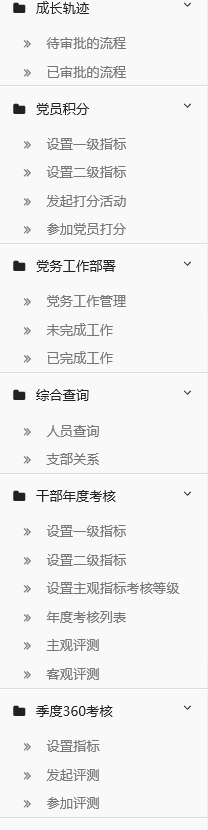 成长轨迹
待审批的流程
已审批的流程
党员积分
设置一级指标
设置二级指标
发起打分活动
参加党员打分
党务工作部署
党务工作管理
未完成工作
已完成工作
综合查询
人员查询
支部关系
干部年度考核
设置一级指标
设置二级指标
设置主观指标考核等级
年度考核列表
主观评测
客观评测
季度360考核
设置指标
发起评测
参加评测